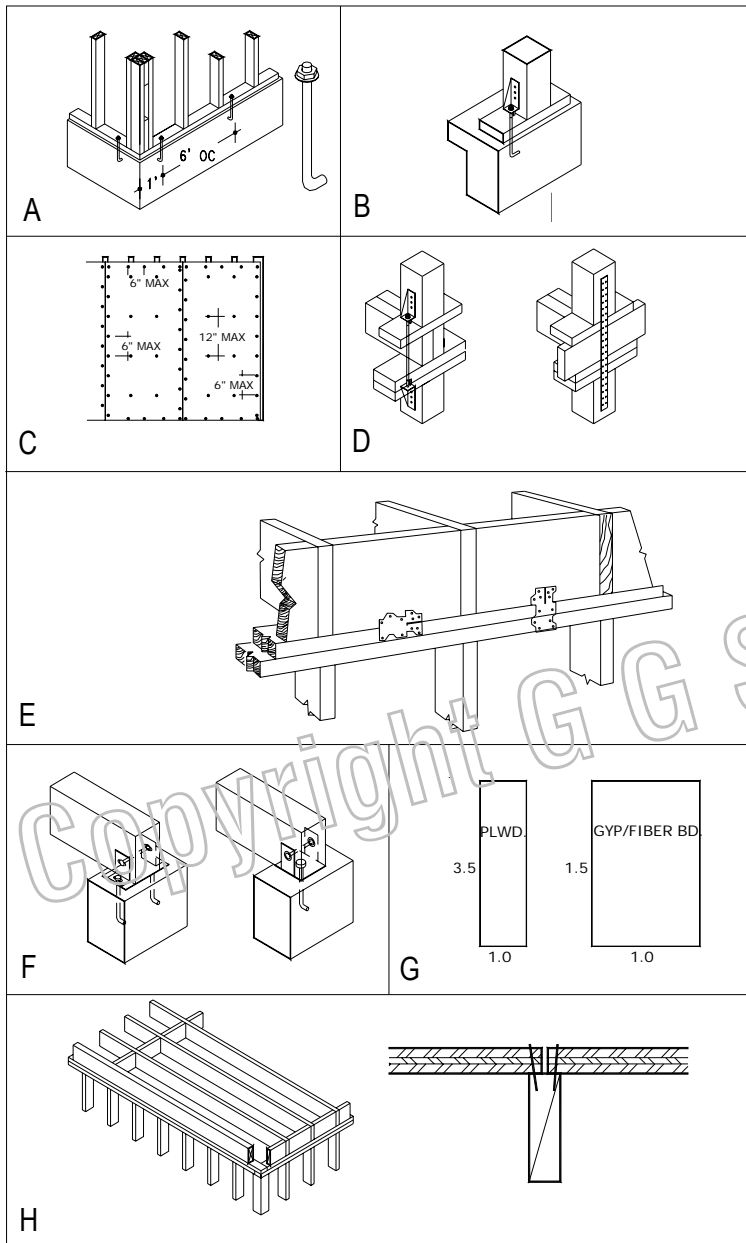 1'
6' OC
A
B
6" MAX
12" MAX
6" MAX
6" MAX
C
D
E
F
PLWD.
3.5
1.0
GYP/FIBER BD.
1.5
1.0
G
H
Copyright G G S